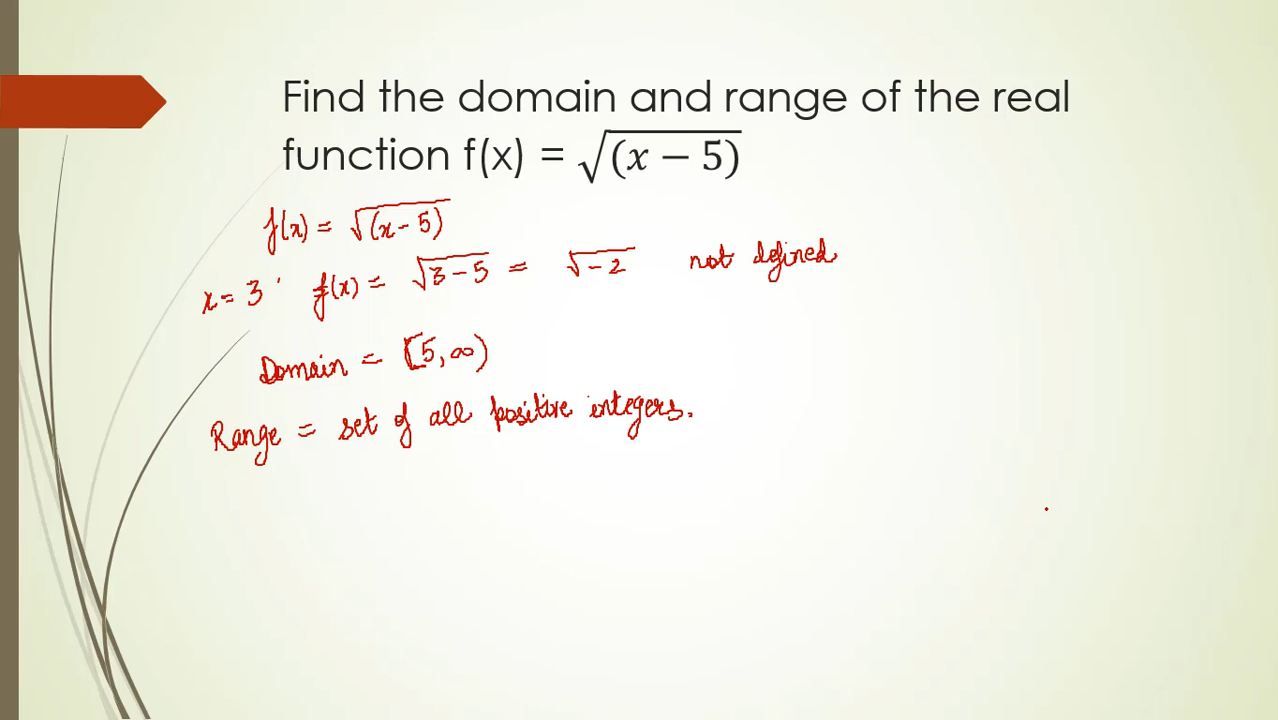 Find the domain and range of the real
function f(x) = √(x − 5)
f(x) = √(x - 5)
x = 3 f(x) = √3 - 5 = √-2 not defined
Domain = [5, ∞)
Range = set of all positive integers.